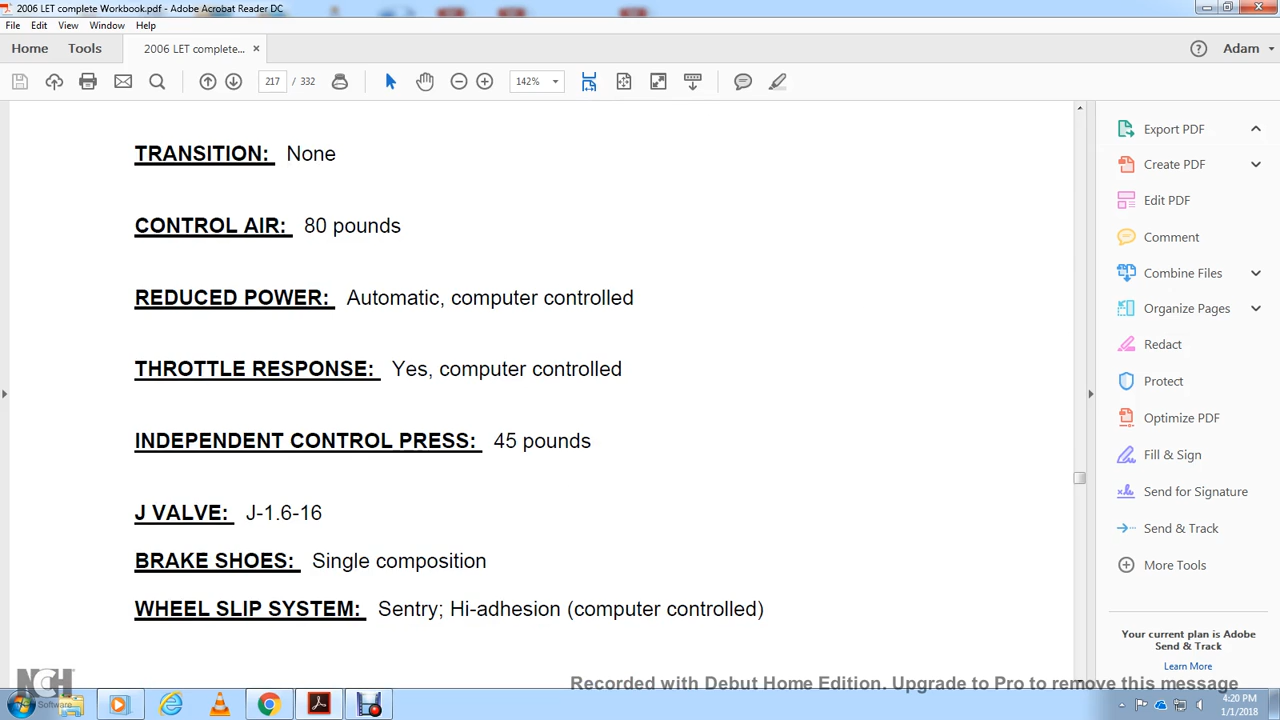 2006 LET complete Workbook.pdf - Adobe Acrobat Reader DC
File Edit View Window Help
Home Tools 2006 LET complete... × Adam
217 / 332 142%
TRANSITION: None
CONTROL AIR: 80 pounds
REDUCED POWER: Automatic, computer controlled
THROTTLE RESPONSE: Yes, computer controlled
INDEPENDENT CONTROL PRESS: 45 pounds
J VALVE: J-1.6-16
BRAKE SHOES: Single composition
WHEEL SLIP SYSTEM: Sentry; Hi-adhesion (computer controlled)
Export PDF
Create PDF
Edit PDF
Comment
Combine Files
Organize Pages
Redact
Protect
Optimize PDF
Fill & Sign
Send for Signature
Send & Track
More Tools
Your current plan is Adobe
Send & Track
Learn More
NCH
Software
Recorded with Debut Home Edition. Upgrade to Pro to remove this message
4:20 PM
1/1/2018